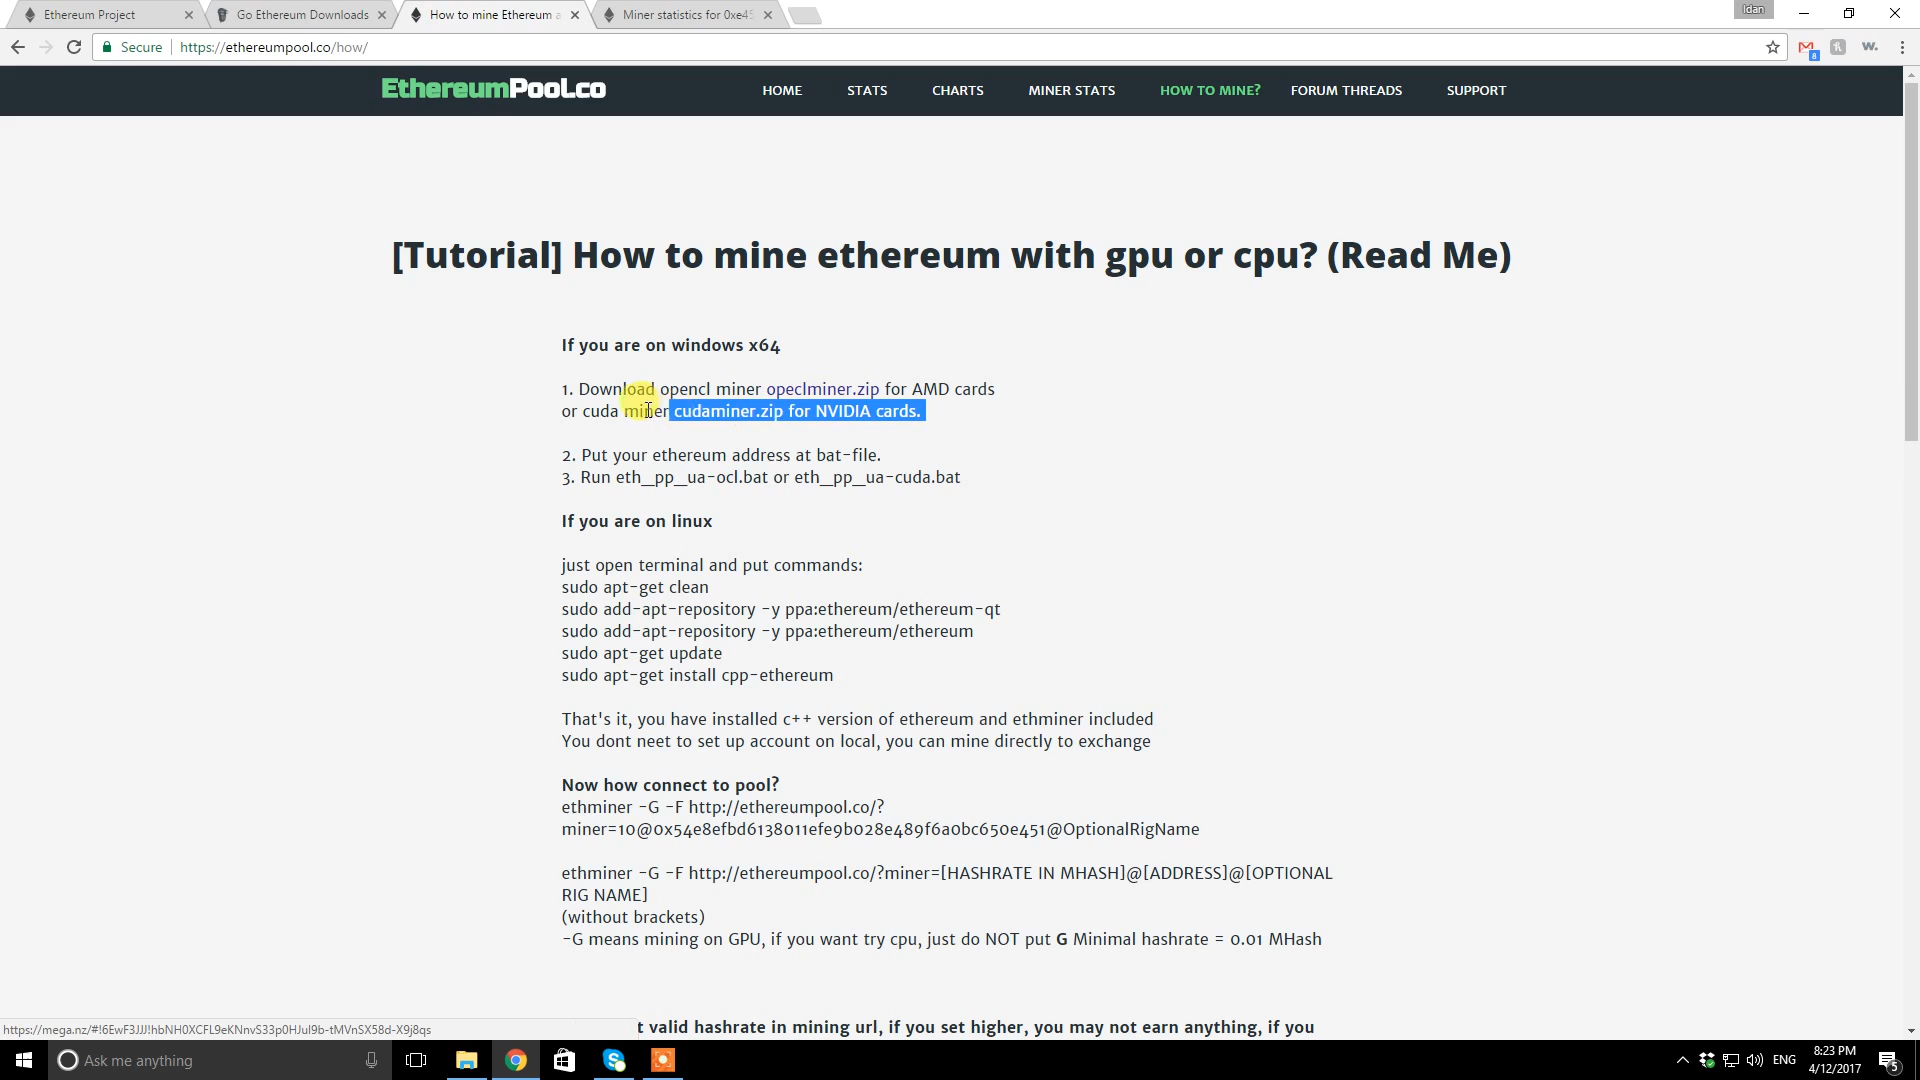 Ethereum Project
Go Ethereum Downloads
How to mine Ethereum a
Miner statistics for 0xe45
Idan
Secure
https://ethereumpool.co/how/
8
W.
EthereumPool.co
HOME
STATS
CHARTS
MINER STATS
HOW TO MINE?
FORUM THREADS
SUPPORT
[Tutorial] How to mine ethereum with gpu or cpu? (Read Me)
If you are on windows x64
1. Download opencl miner opeclminer.zip for AMD cards
or cuda miner cudaminer.zip for NVIDIA cards.
2. Put your ethereum address at bat-file.
3. Run eth_pp_ua-ocl.bat or eth_pp_ua-cuda.bat
If you are on linux
just open terminal and put commands:
sudo apt-get clean
sudo add-apt-repository -y ppa:ethereum/ethereum-qt
sudo add-apt-repository -y ppa:ethereum/ethereum
sudo apt-get update
sudo apt-get install cpp-ethereum
That's it, you have installed c++ version of ethereum and ethminer included
You dont neet to set up account on local, you can mine directly to exchange
Now how connect to pool?
ethminer -G -F http://ethereumpool.co/?
miner=10@0x54e8efbd6138011efe9b028e489f6a0bc650e451@OptionalRigName
ethminer -G -F http://ethereumpool.co/?miner=[HASHRATE IN MHASH]@[ADDRESS]@[OPTIONAL
RIG NAME]
(without brackets)
-G means mining on GPU, if you want try cpu, just do NOT put G Minimal hashrate = 0.01 MHash
t valid hashrate in mining url, if you set higher, you may not earn anything, if you
https://mega.nz/#!6EwF3JJJ!hbNH0XCFL9eKNnvS33p0HJul9b-tMVnSX58d-X9j8qs
Ask me anything
ENG
8:23 PM
4/12/2017
5